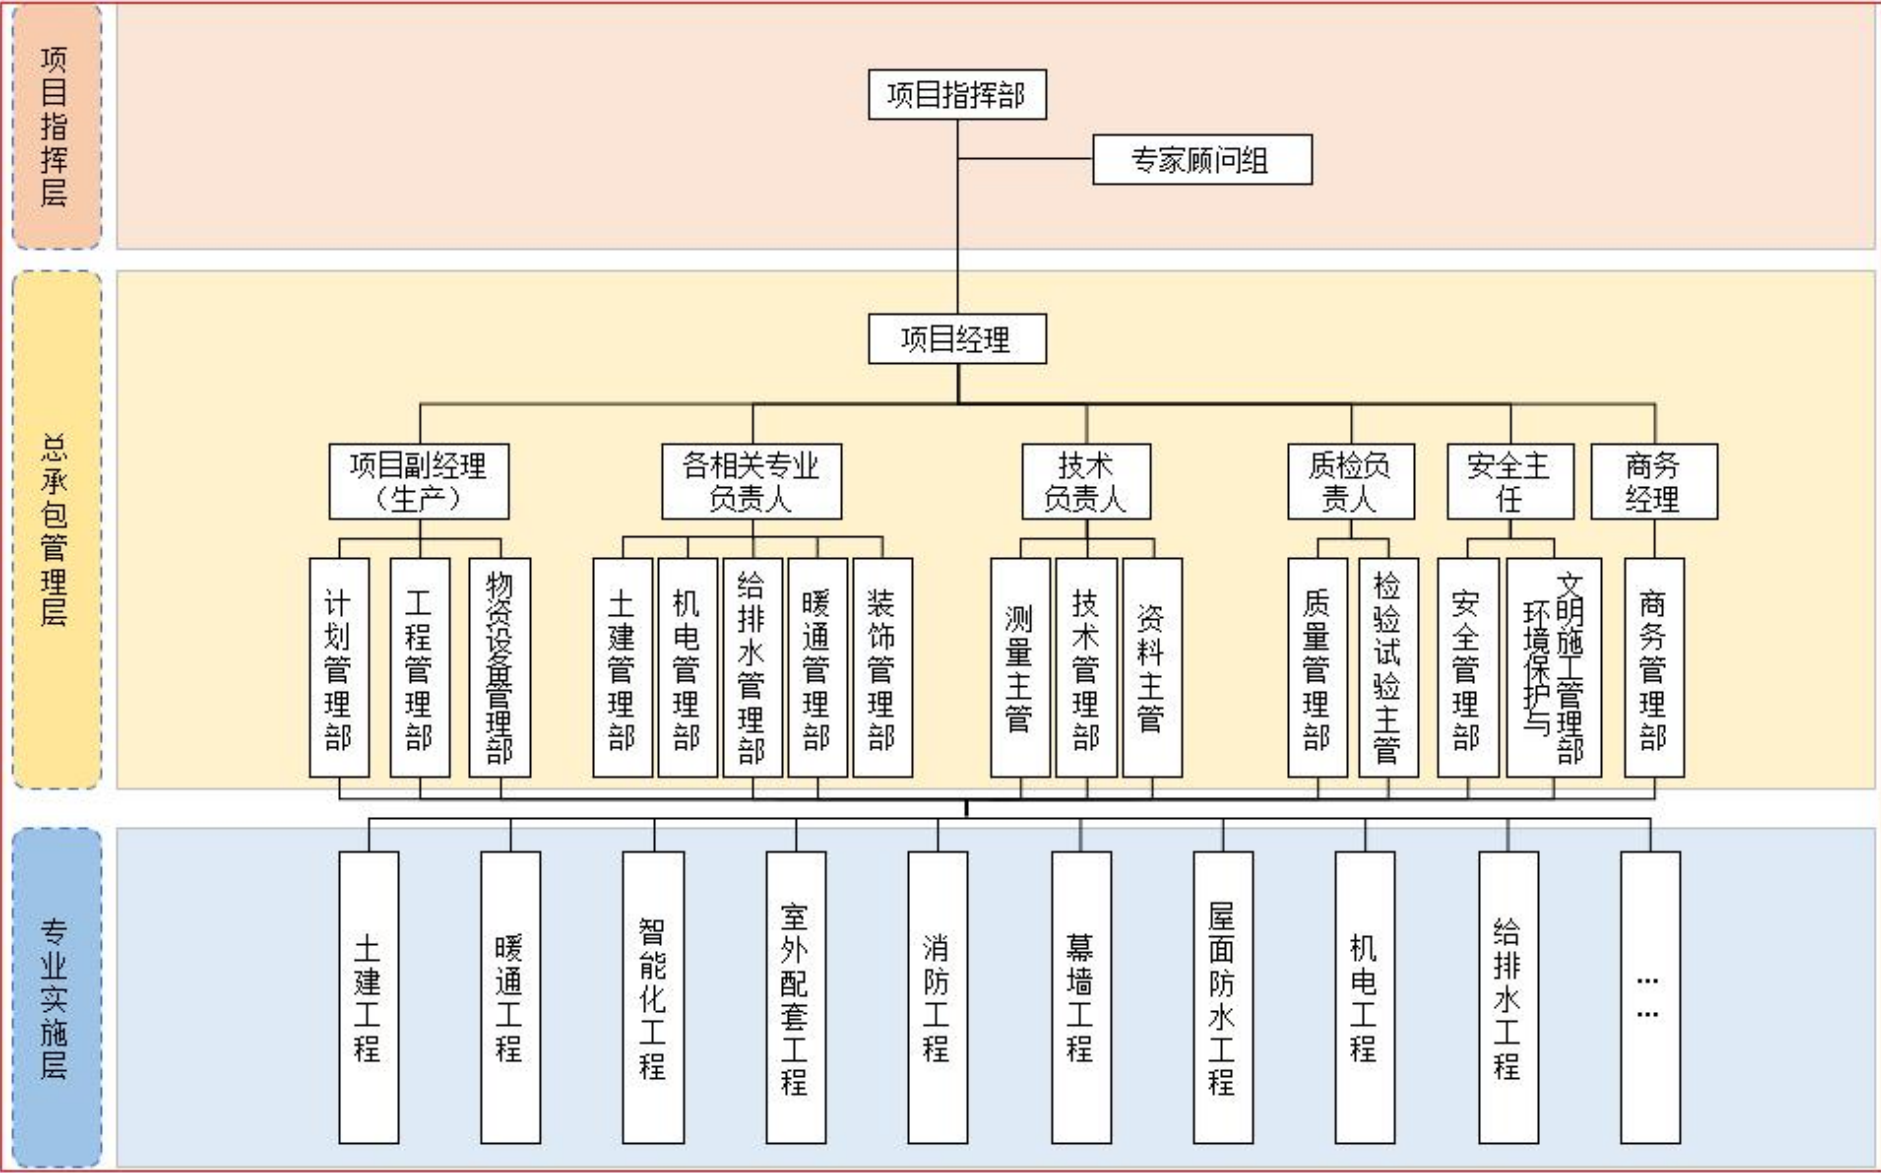 项目指挥层
项目指挥部
专家顾问组
总承包管理层
项目经理
项目副经理
（生产）
各相关专业
负责人
技术
负责人
质检负
责人
安全主
任
商务
经理
计划管理部
工程管理部
物资设备管理部
土建管理部
机电管理部
给排水管理部
暖通管理部
装饰管理部
测量主管
技术管理部
资料主管
质量管理部
检验试验主管
安全管理部
环境保护与
文明施工管理部
商务管理部
专业实施层
土建工程
暖通工程
智能化工程
室外配套工程
消防工程
幕墙工程
屋面防水工程
机电工程
给排水工程
……